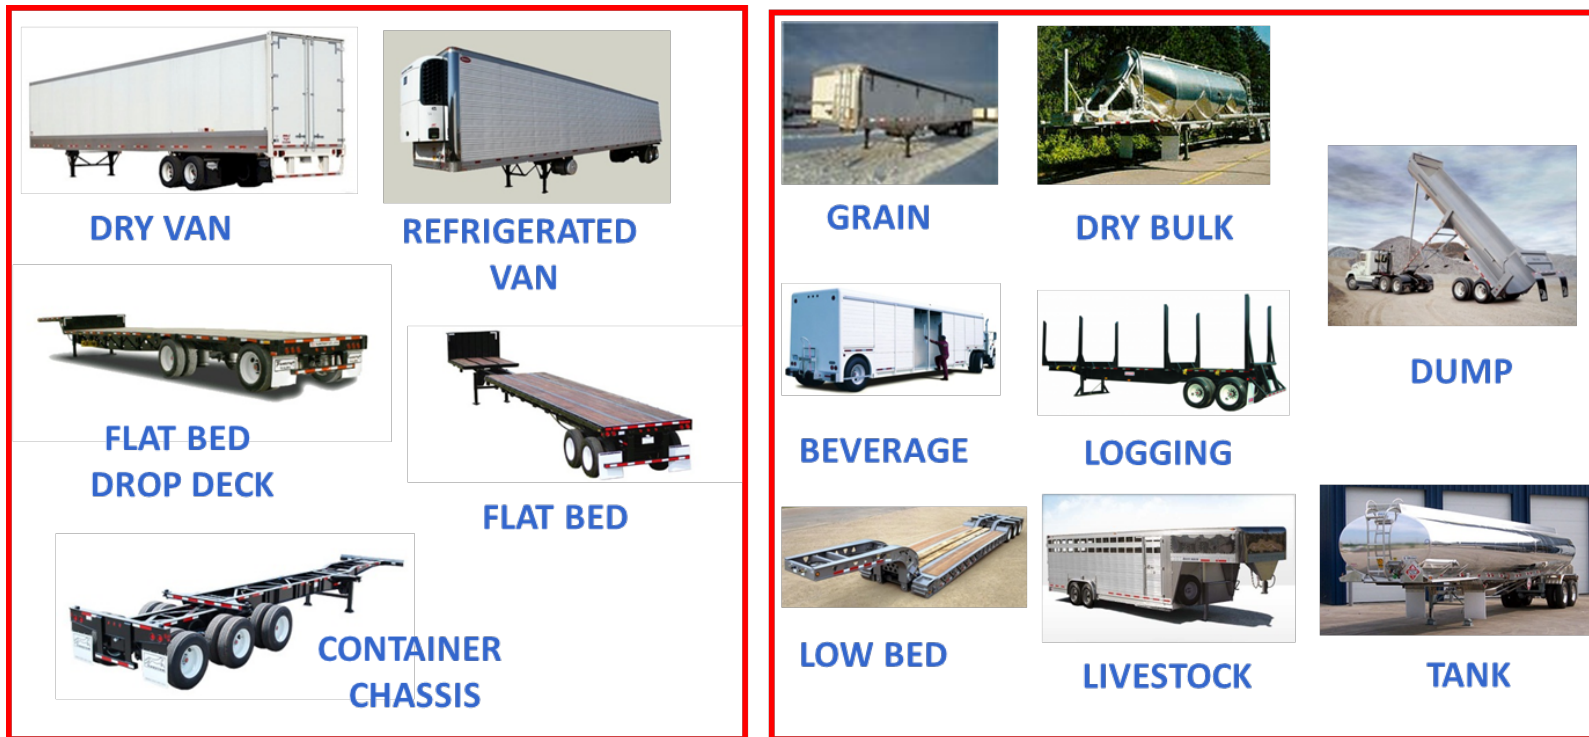 DRY VAN
REFRIGERATED
VAN
FLAT BED
DROP DECK
FLAT BED
CONTAINER
CHASSIS
GRAIN
DRY BULK
DUMP
BEVERAGE
LOGGING
LOW BED
LIVESTOCK
TANK